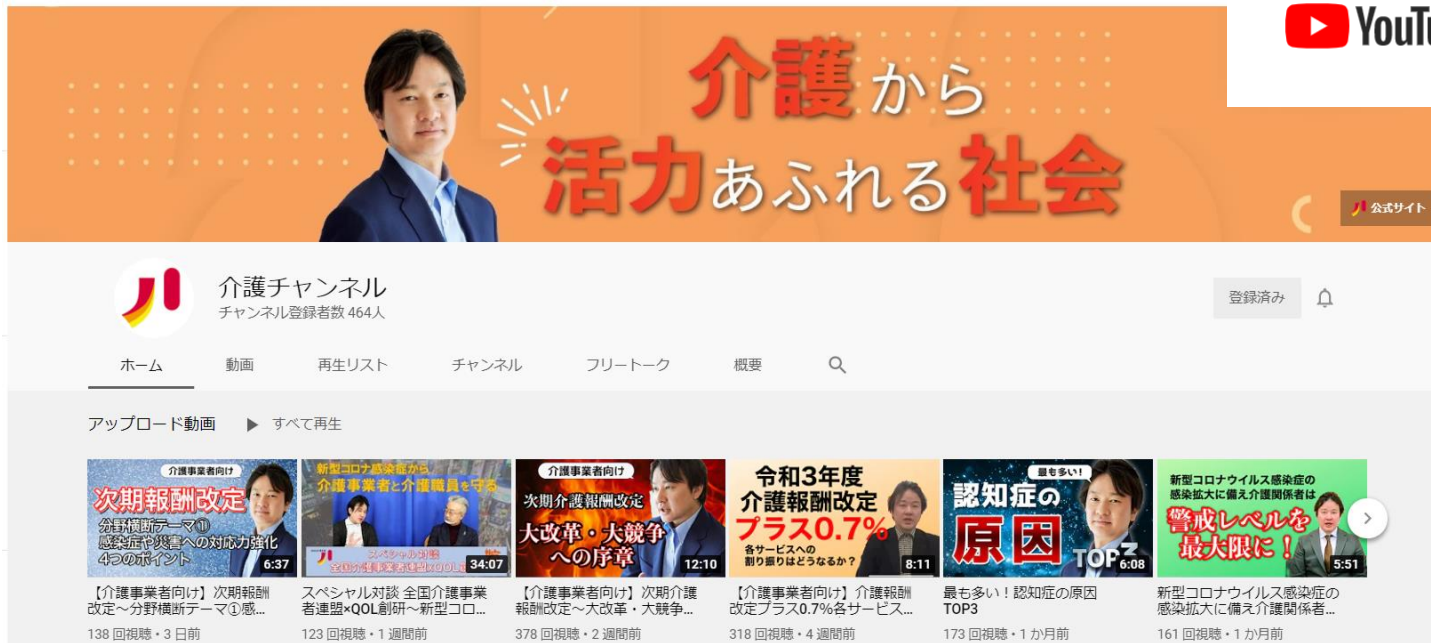 YouTu
介護から
活力あふれる社会
公式サイト
介護チャンネル
チャンネル登録者数 464人
登録済み
ホーム 動画 再生リスト チャンネル フリートーク 概要
アップロード動画 ▶ すべて再生
介護事業者向け
次期報酬改定
分野横断テーマ①
感染症や災害への対応力強化
4つのポイント
6:37
新型コロナ感染症から
介護事業者と介護職員を守る
スペシャル対談
34:07
介護事業者向け
次期介護報酬改定
大改革・大競争
への序章
12:10
令和3年度
介護報酬改定
プラス0.7%
各サービスへの
割り振りはどうなるか？
8:11
最も多い！
認知症の
原因
TOP3
6:08
新型コロナウイルス感染症の
感染拡大に備え介護関係者は
警戒レベルを
最大限に！
5:51
【介護事業者向け】次期報酬
改定～分野横断テーマ①感...
138 回視聴・3 日前
スペシャル対談 全国介護事業
者連盟×QOL創研～新型コロ...
123 回視聴・1 週間前
【介護事業者向け】次期介護
報酬改定～大改革・大競争...
378 回視聴・2 週間前
【介護事業者向け】介護報酬
改定プラス0.7%各サービス...
318 回視聴・4 週間前
最も多い！認知症の原因
TOP3
173 回視聴・1 か月前
新型コロナウイルス感染症の
感染拡大に備え介護関係者...
161 回視聴・1 か月前